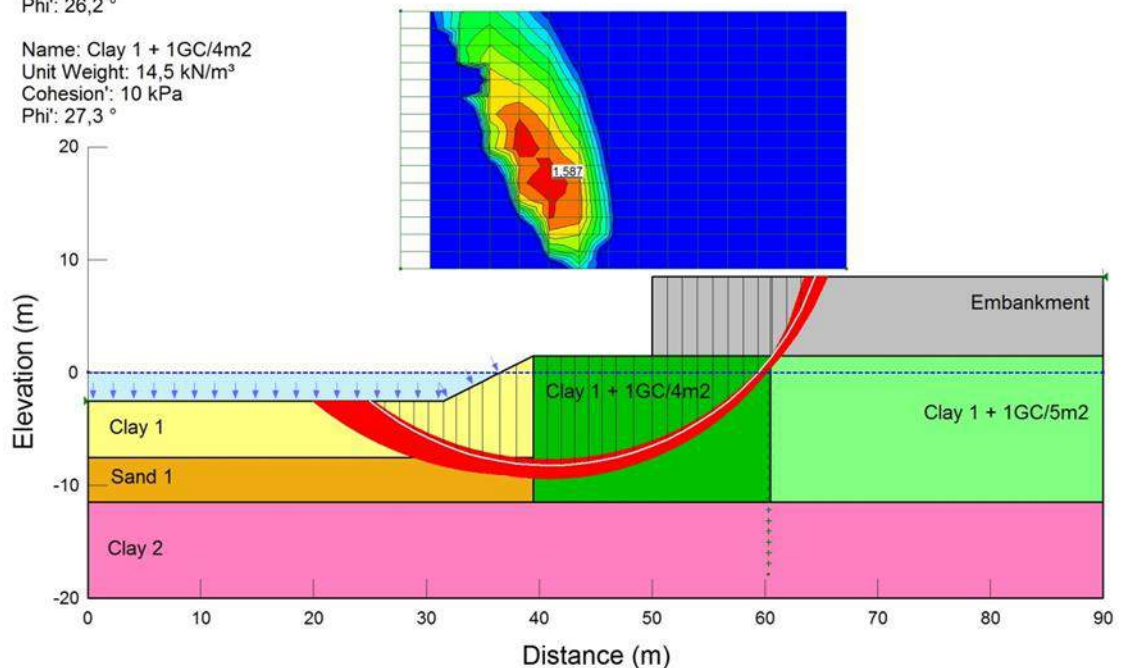 Phi': 26,2 °
Name: Clay 1 + 1GC/4m2
Unit Weight: 14,5 kN/m³
Cohesion': 10 kPa
Phi': 27,3 °
1.587
20
10
0
-10
-20
Elevation (m)
Embankment
Clay 1 + 1GC/4m2
Clay 1 + 1GC/5m2
Clay 1
Sand 1
Clay 2
0 10 20 30 40 50 60 70 80 90
Distance (m)